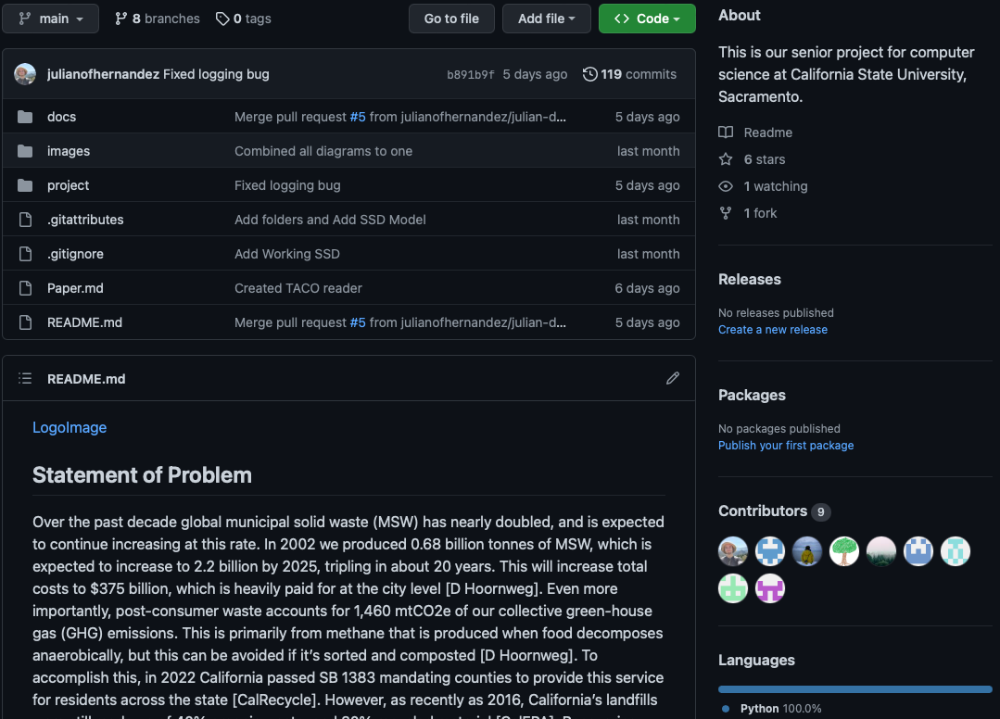 main
8 branches
0 tags
Go to file
Add file
<> Code
julianofhernandez Fixed logging bug
b891b9f 5 days ago
119 commits
docs Merge pull request #5 from julianofhernandez/julian-d... 5 days ago
images Combined all diagrams to one last month
project Fixed logging bug 5 days ago
.gitattributes Add folders and Add SSD Model last month
.gitignore Add Working SSD last month
Paper.md Created TACO reader 6 days ago
README.md Merge pull request #5 from julianofhernandez/julian-d... 5 days ago
README.md
LogoImage
Statement of Problem
Over the past decade global municipal solid waste (MSW) has nearly doubled, and is expected
to continue increasing at this rate. In 2002 we produced 0.68 billion tonnes of MSW, which is
expected to increase to 2.2 billion by 2025, tripling in about 20 years. This will increase total
costs to $375 billion, which is heavily paid for at the city level [D Hoornweg]. Even more
importantly, post-consumer waste accounts for 1,460 mtCO2e of our collective green-house
gas (GHG) emissions. This is primarily from methane that is produced when food decomposes
anaerobically, but this can be avoided if it's sorted and composted [D Hoornweg]. To
accomplish this, in 2022 California passed SB 1383 mandating counties to provide this service
for residents across the state [CalRecycle]. However, as recently as 2016, California's landfills
About
This is our senior project for computer
science at California State University,
Sacramento.
Readme
6 stars
1 watching
1 fork
Releases
No releases published
Create a new release
Packages
No packages published
Publish your first package
Contributors 9
Languages
Python 100.0%